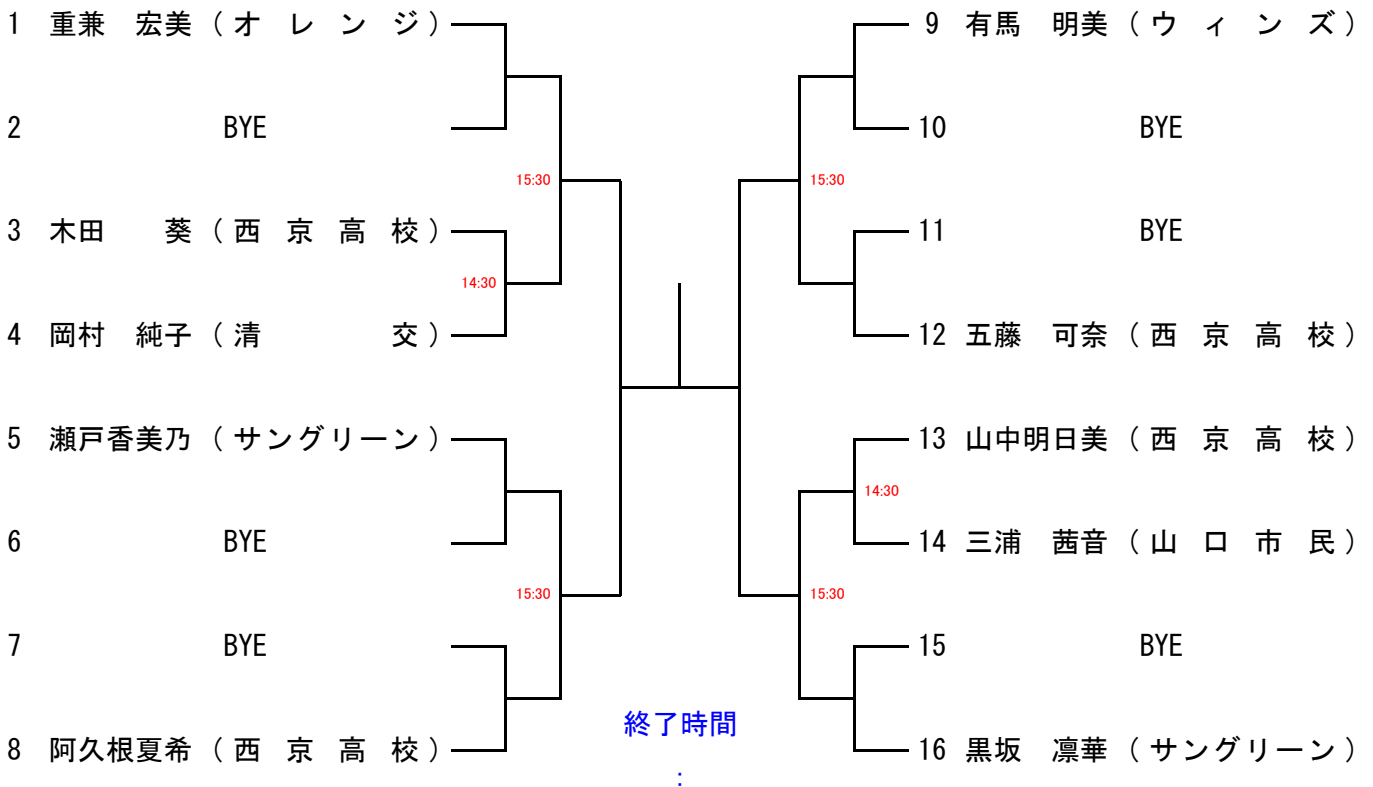 1 重兼 宏美 ( オ レ ン ジ )
2 BYE
15:30
3 木田 葵 ( 西 京 高 校 )
14:30
4 岡村 純子 ( 清 交 )
5 瀬戸香美乃 ( サングリーン )
6 BYE
15:30
7 BYE
8 阿久根夏希 ( 西 京 高 校 )
9 有馬 明美 ( ウ ィ ン ズ )
10 BYE
15:30
11 BYE
12 五藤 可奈 ( 西 京 高 校 )
13 山中明日美 ( 西 京 高 校 )
14:30
14 三浦 茜音 ( 山 口 市 民 )
15:30
15 BYE
16 黒坂 凛華 ( サングリーン )
終了時間
: